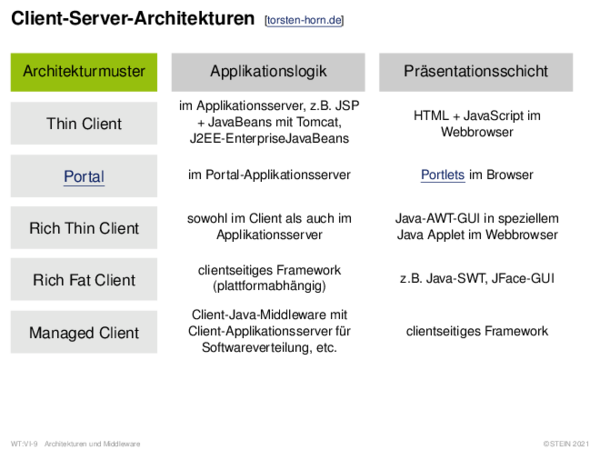 Client-Server-Architekturen [torsten-horn.de]
Architekturmuster Applikationslogik Präsentationsschicht
Thin Client
im Applikationsserver, z.B. JSP
+ JavaBeans mit Tomcat,
J2EE-EnterpriseJavaBeans
HTML + JavaScript im
Webbrowser
Portal
im Portal-Applikationsserver
Portlets im Browser
Rich Thin Client
sowohl im Client als auch im
Applikationsserver
Java-AWT-GUI in speziellem
Java Applet im Webbrowser
Rich Fat Client
clientseitiges Framework
(plattformabhängig)
z.B. Java-SWT, JFace-GUI
Managed Client
Client-Java-Middleware mit
Client-Applikationsserver für
Softwareverteilung, etc.
clientseitiges Framework
WT:VI-9 Architekturen und Middleware ©STEIN 2021